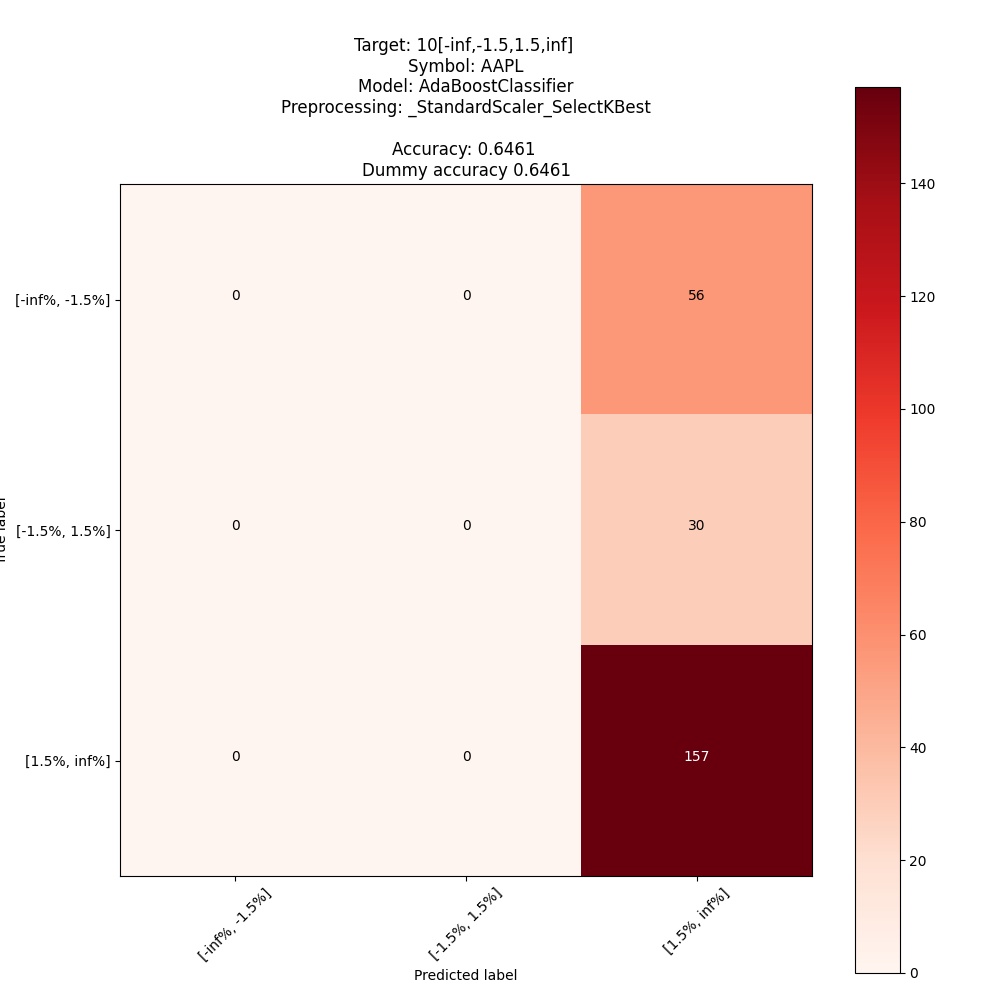 Target: 10[-inf,-1.5,1.5,inf]
Symbol: AAPL
Model: AdaBoostClassifier
Preprocessing: _StandardScaler_SelectKBest
Accuracy: 0.6461
Dummy accuracy 0.6461
[-inf%, -1.5%] 0 0 56
[-1.5%, 1.5%] 0 0 30
[1.5%, inf%] 0 0 157
[-inf%, -1.5%] [-1.5%, 1.5%] [1.5%, inf%]
Predicted label
140
120
100
80
60
40
20
0